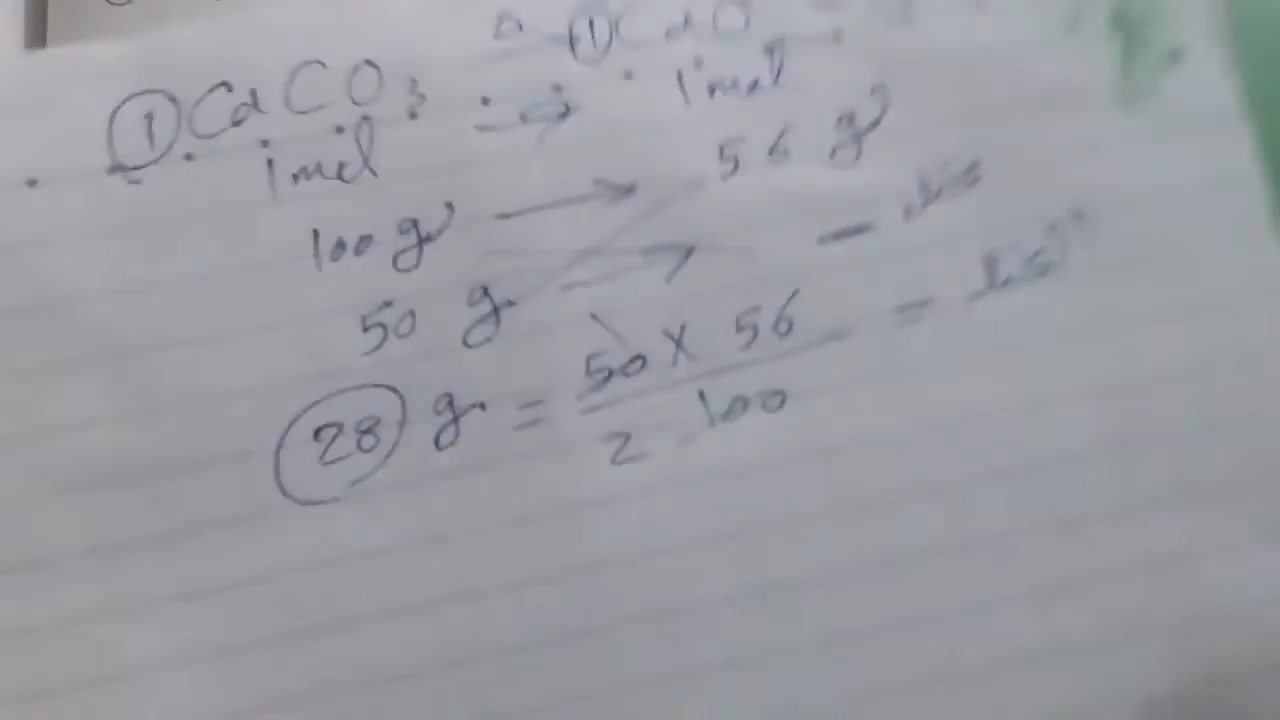 ① CaCO3 ⇒ ① CaO
1 mol 1 mol
100 g → 56 g
50 g →
28 g = 50 x 56 =
2 100